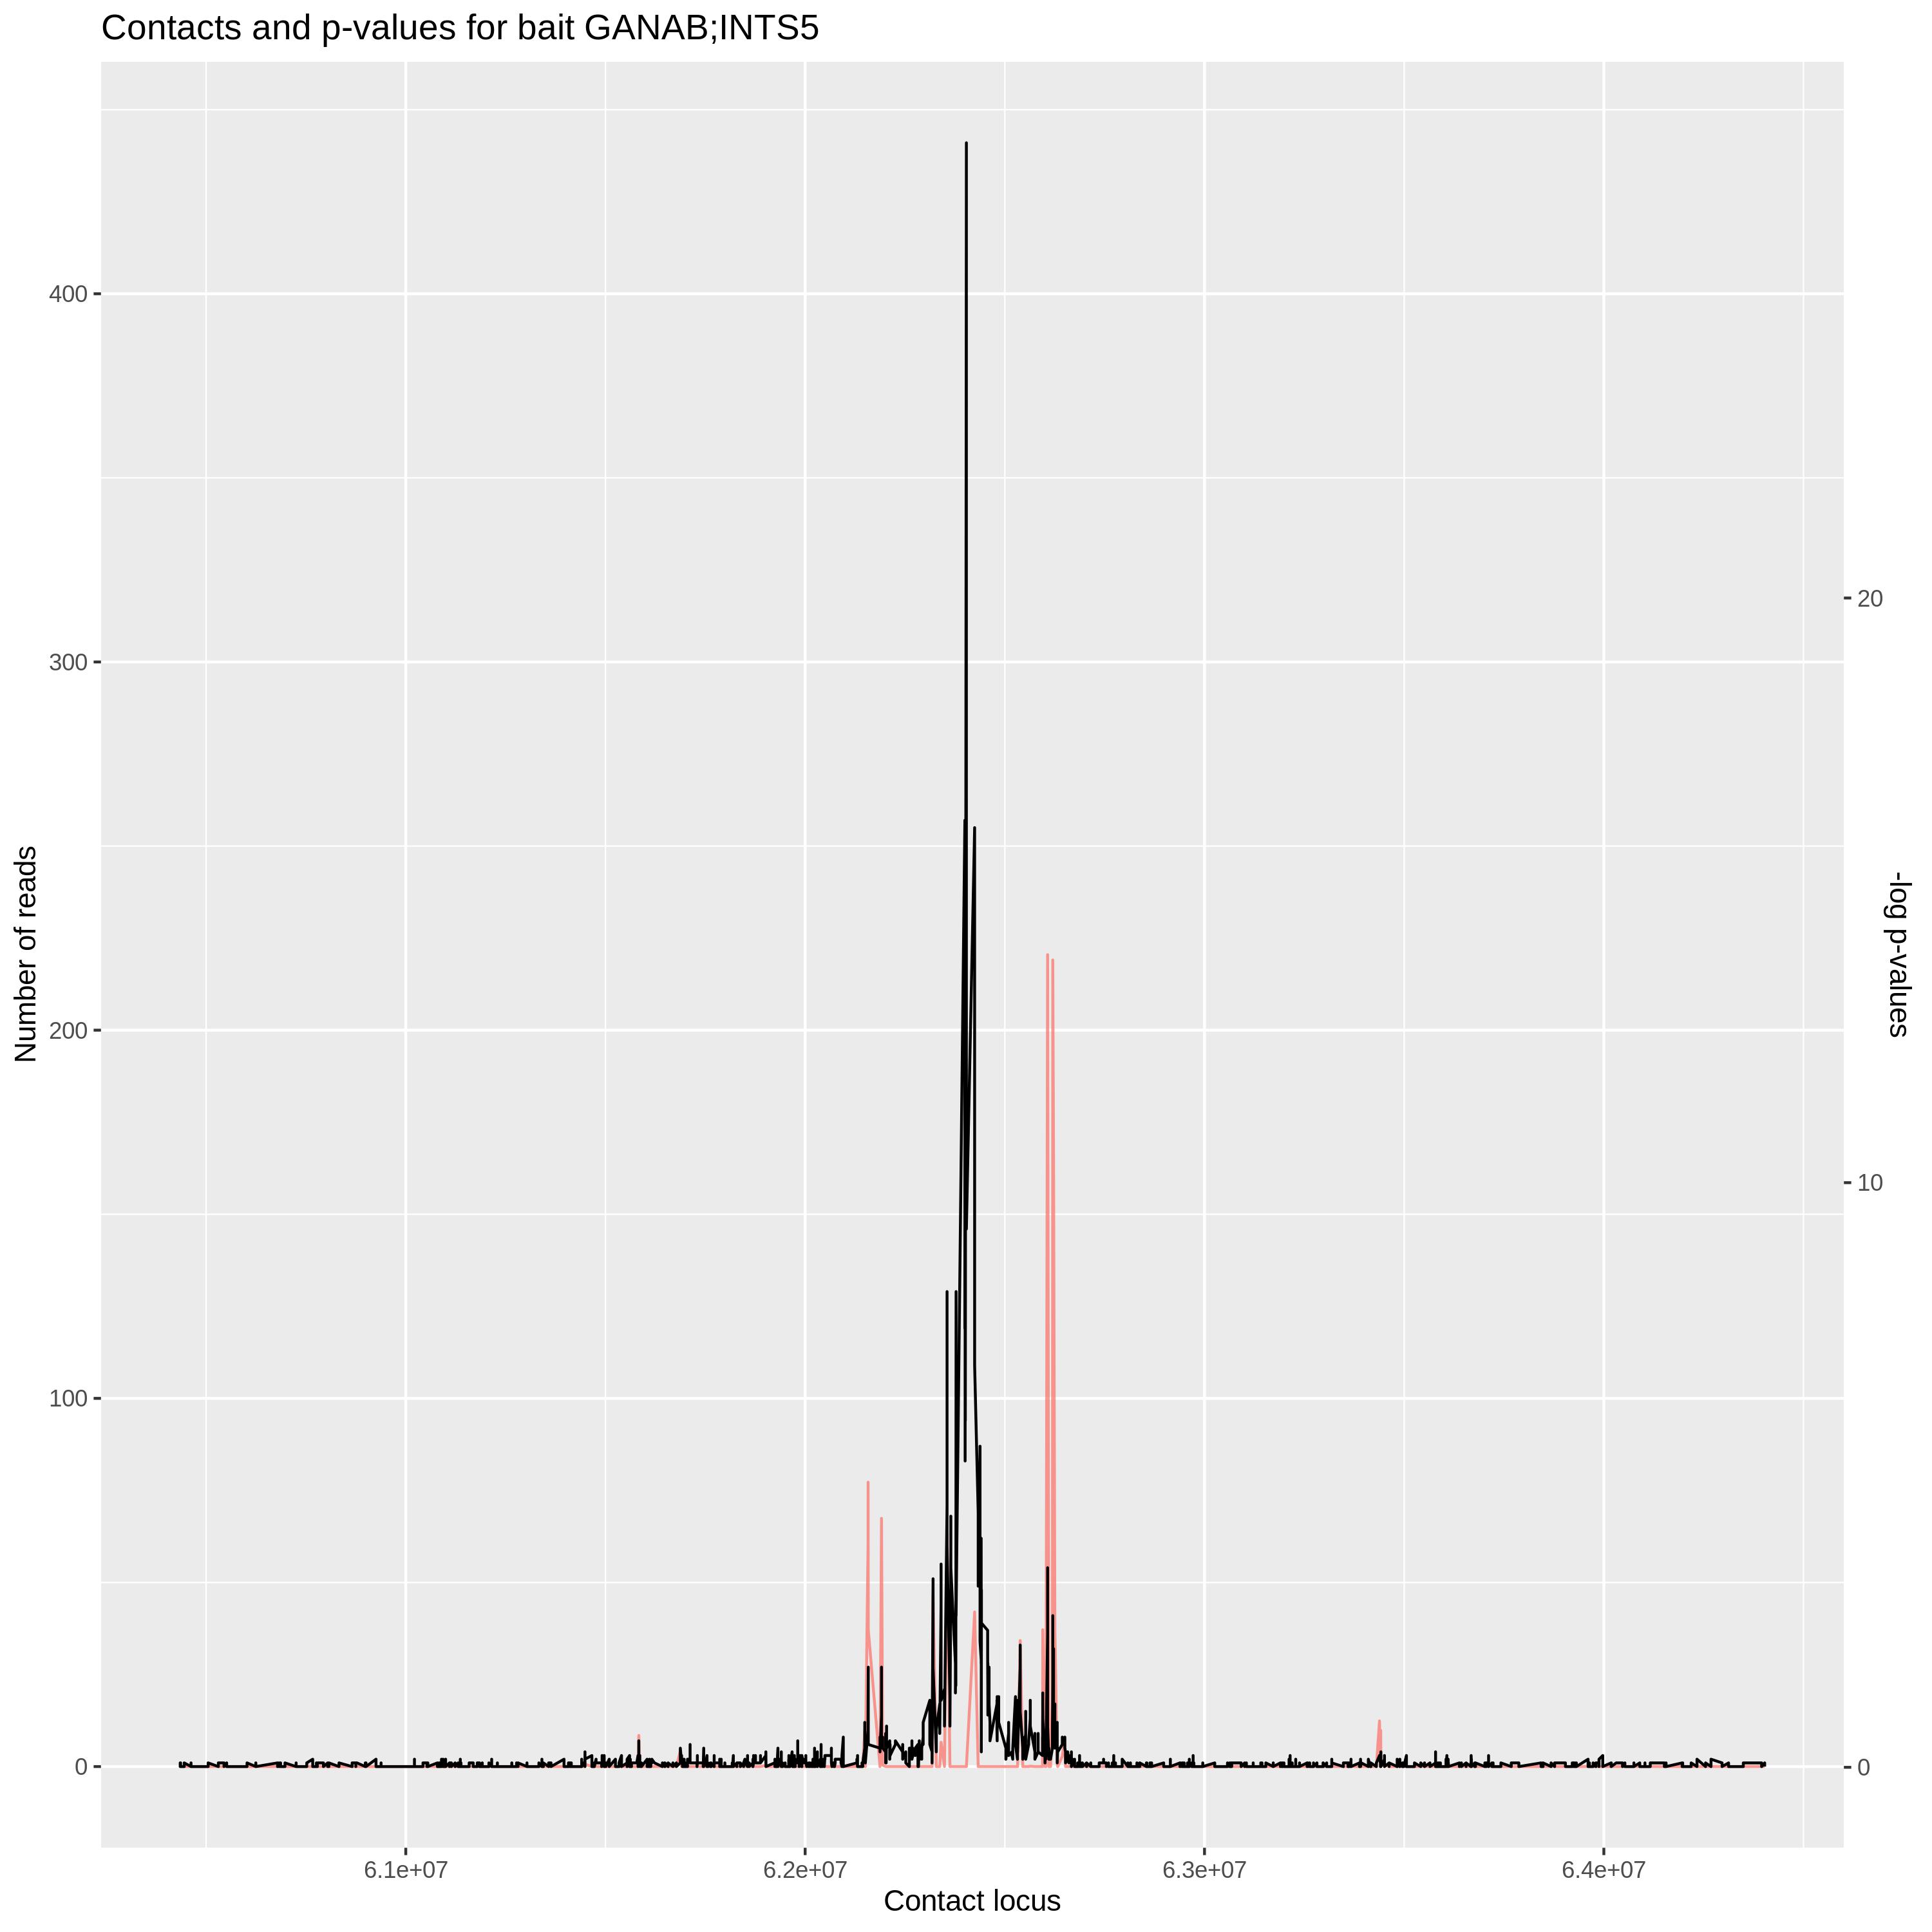 Contacts and p-values for bait GANAB;INTS5
400
300
200
100
0
Number of reads
20
10
0
-log p-values
6.1e+07 6.2e+07 6.3e+07 6.4e+07
Contact locus